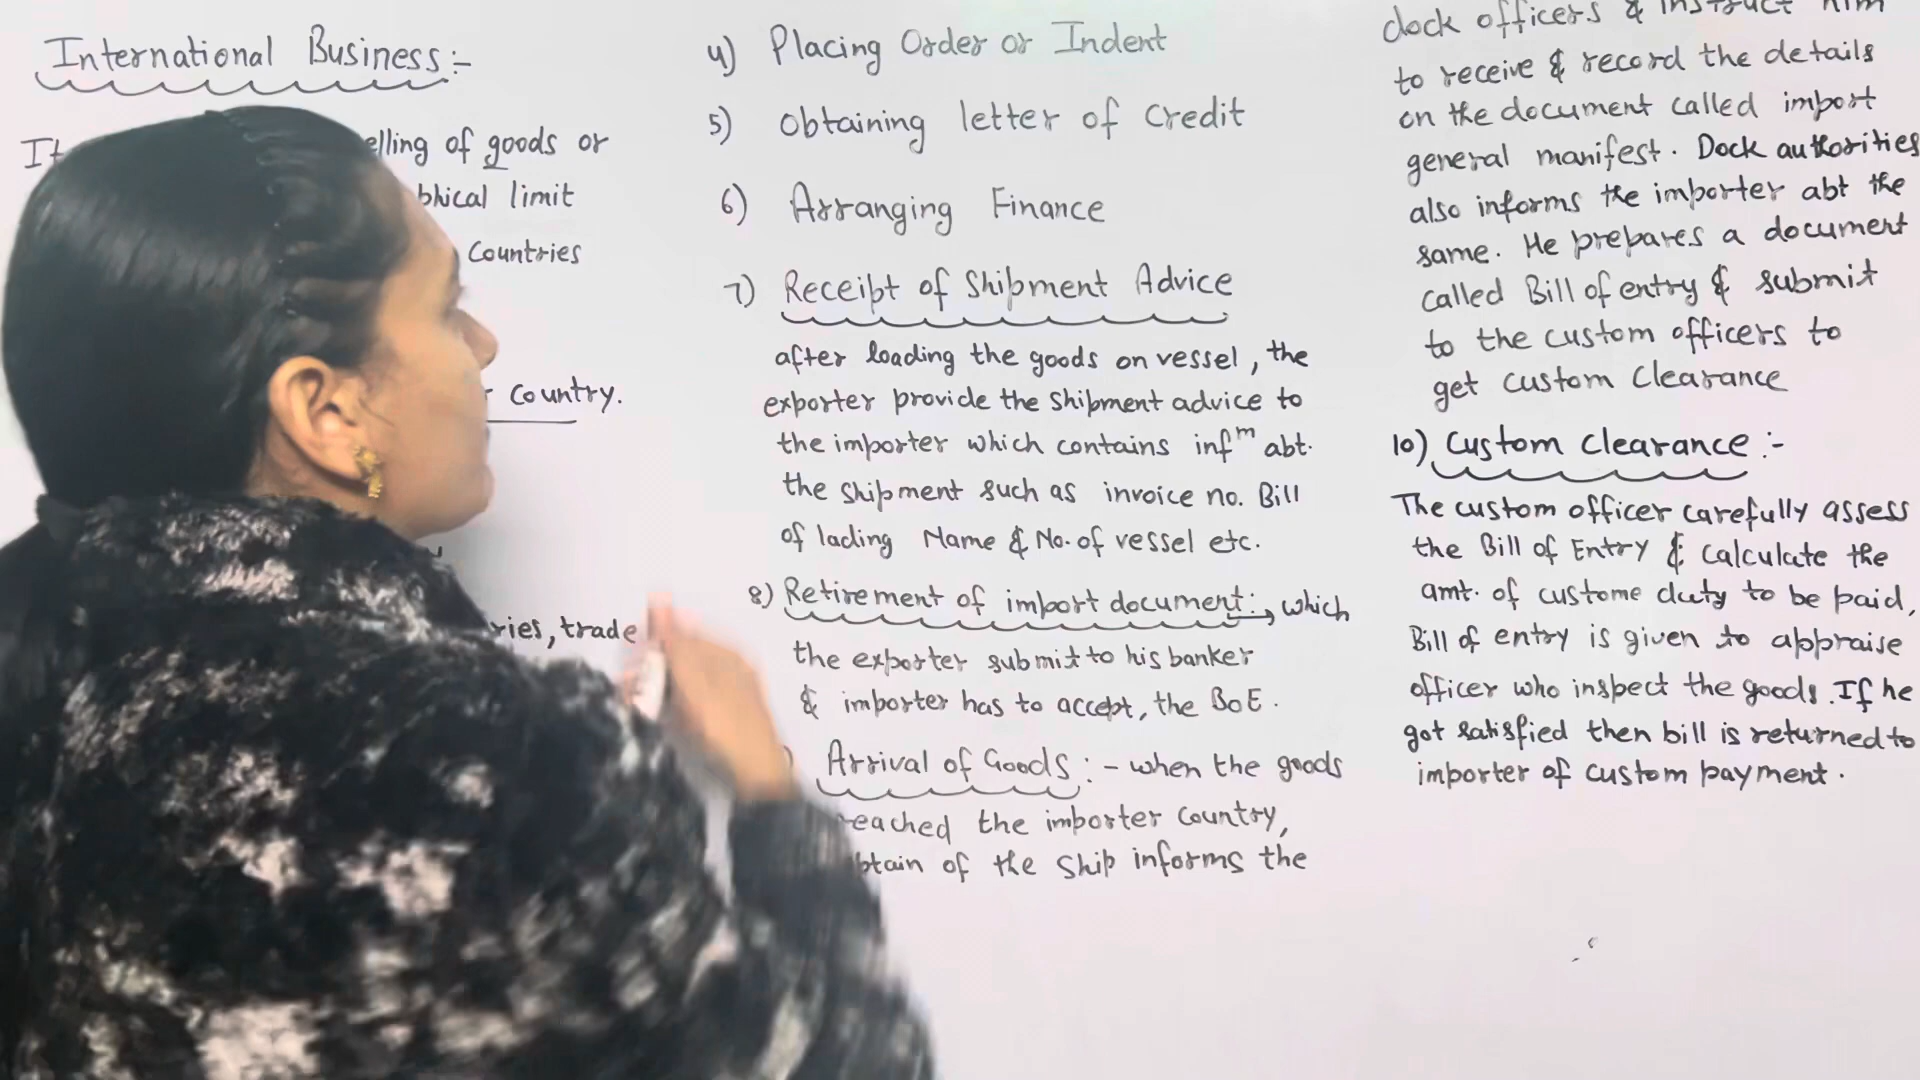 International Business:-
It
elling of goods or
phical limit
Countries
country.
ries, trade
4) Placing Order or Indent
5) Obtaining letter of Credit
6) Arranging Finance
7) Receipt of Shipment Advice
after loading the goods on vessel, the
exporter provide the shipment advice to
the importer which contains infm abt.
the shipment such as invoice no. Bill
of lading Name & No. of vessel etc.
8) Retirement of import document: → which
the exporter submit to his banker
& importer has to accept, the BoE.
) Arrival of Goods :- when the goods
eached the importer country,
ptain of the ship informs the
dock officers & instruct him
to receive & record the details
on the document called import
general manifest. Dock authorities
also informs the importer abt the
same. He prepares a document
called Bill of entry & submit
to the custom officers to
get custom clearance
10) Custom Clearance :-
The custom officer carefully assess
the Bill of Entry & calculate the
amt. of custome duty to be paid,
Bill of entry is given to appraise
officer who inspect the goods. If he
got satisfied then bill is returned to
importer of custom payment.